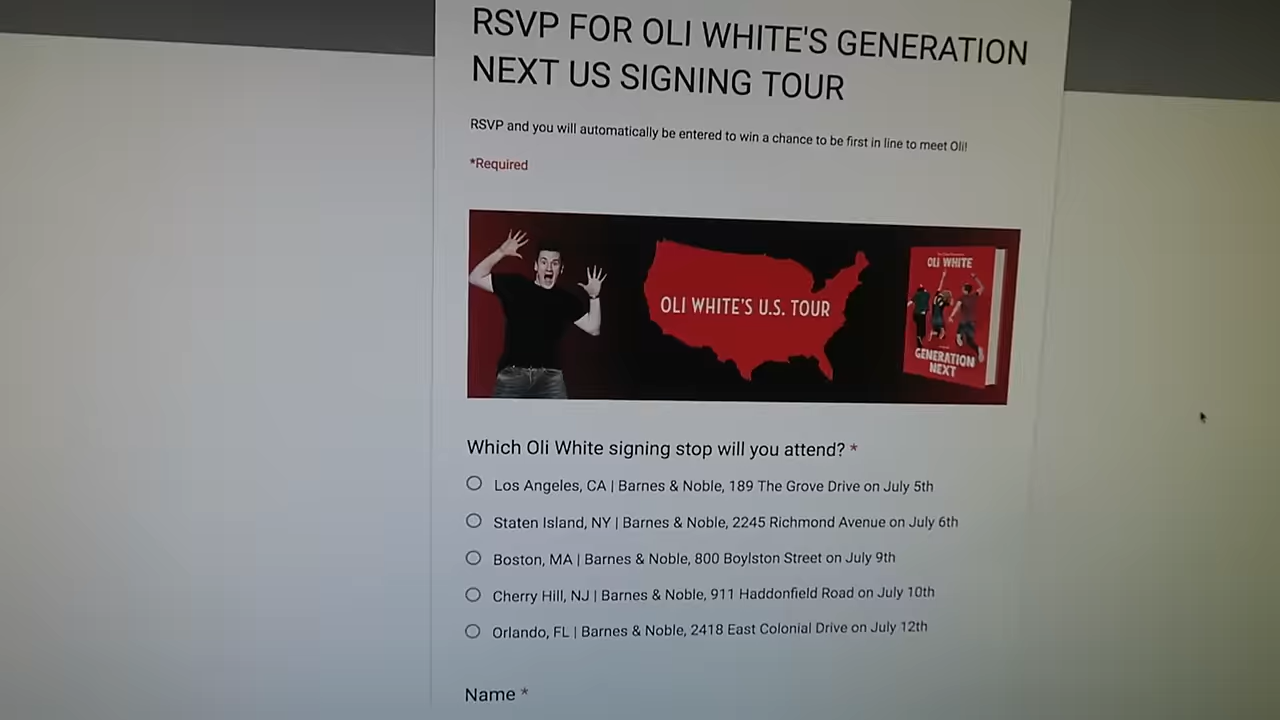 RSVP FOR OLI WHITE'S GENERATION
NEXT US SIGNING TOUR
RSVP and you will automatically be entered to win a chance to be first in line to meet Oli!
*Required
OLI WHITE'S U.S. TOUR
OLI WHITE
GENERATION
NEXT
Which Oli White signing stop will you attend? *
Los Angeles, CA | Barnes & Noble, 189 The Grove Drive on July 5th
Staten Island, NY | Barnes & Noble, 2245 Richmond Avenue on July 6th
Boston, MA | Barnes & Noble, 800 Boylston Street on July 9th
Cherry Hill, NJ | Barnes & Noble, 911 Haddonfield Road on July 10th
Orlando, FL | Barnes & Noble, 2418 East Colonial Drive on July 12th
Name *